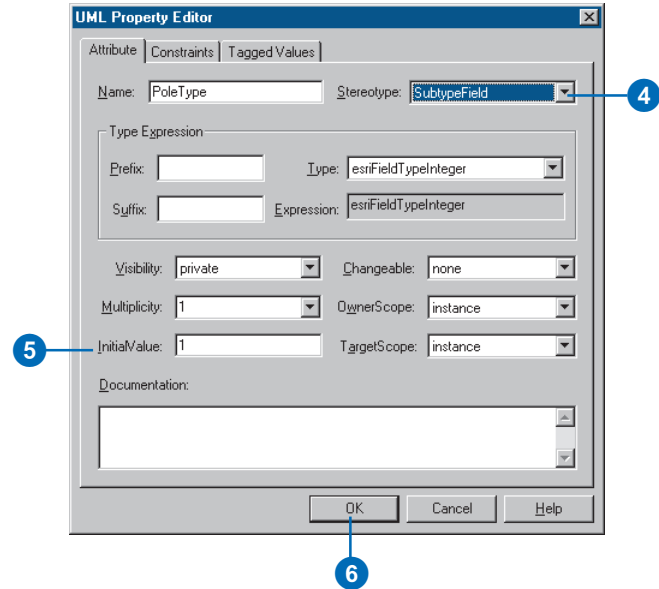 UML Property Editor
Attribute Constraints Tagged Values
Name: PoleType Stereotype: SubtypeField 4
Type Expression
Prefix: Type: esriFieldTypeInteger
Suffix: Expression: esriFieldTypeInteger
Visibility: private Changeable: none
Multiplicity: 1 OwnerScope: instance
5 InitialValue: 1 TargetScope: instance
Documentation:
OK Cancel Help
6